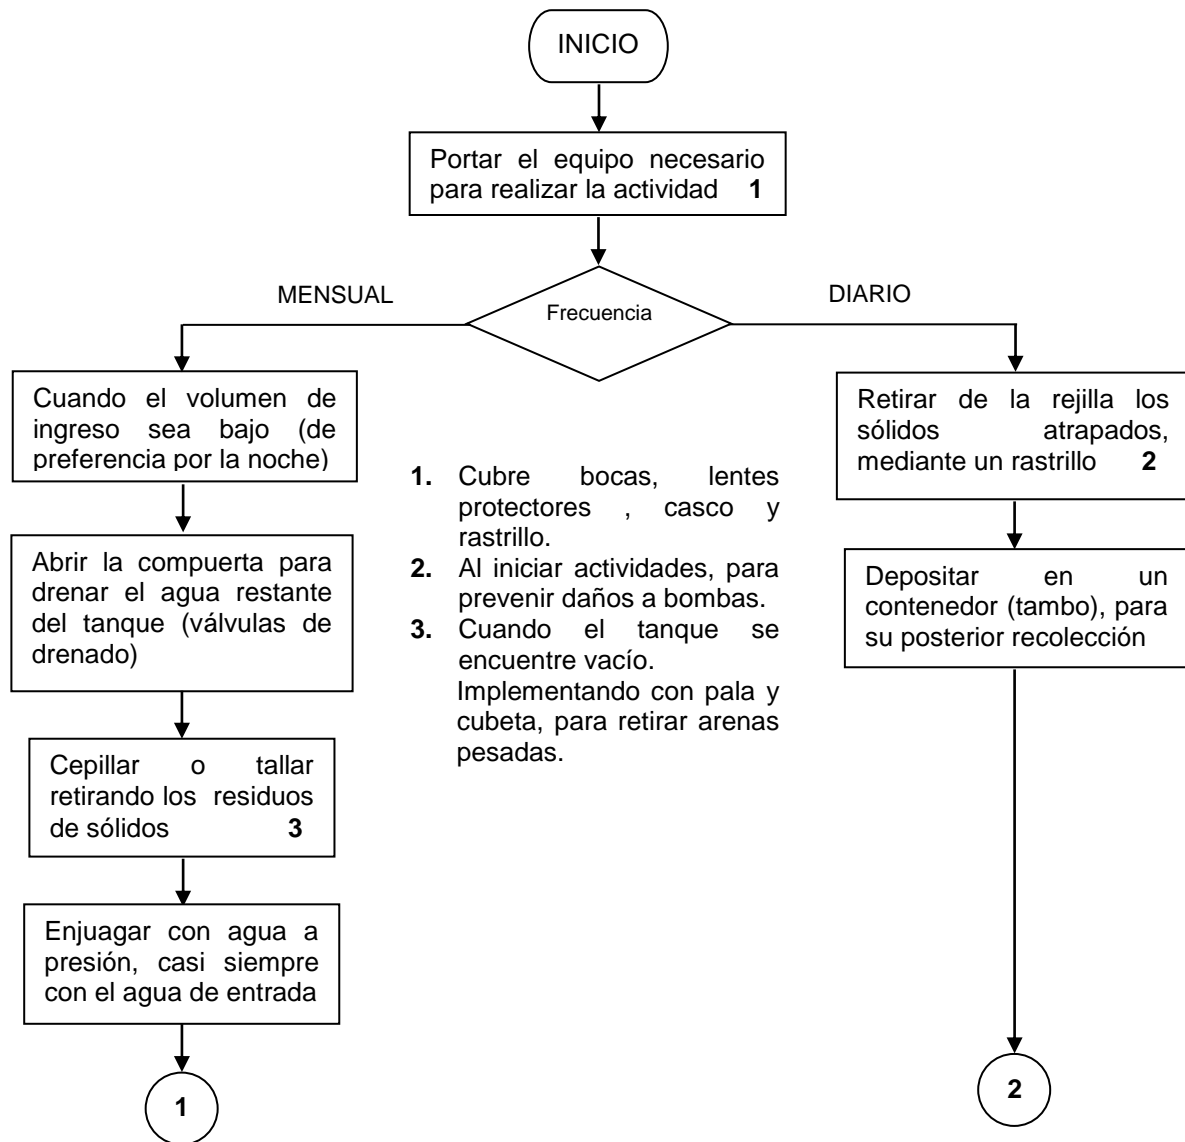 INICIO
Portar el equipo necesario
para realizar la actividad 1
MENSUAL
DIARIO
Frecuencia
Cuando el volumen de
ingreso sea bajo (de
preferencia por la noche)
Abrir la compuerta para
drenar el agua restante
del tanque (válvulas de
drenado)
Cepillar o tallar
retirando los residuos
de sólidos 3
Enjuagar con agua a
presión, casi siempre
con el agua de entrada
1
1. Cubre bocas, lentes
protectores , casco y
rastrillo.
2. Al iniciar actividades, para
prevenir daños a bombas.
3. Cuando el tanque se
encuentre vacío.
Implementando con pala y
cubeta, para retirar arenas
pesadas.
Retirar de la rejilla los
sólidos atrapados,
mediante un rastrillo 2
Depositar en un
contenedor (tambo), para
su posterior recolección
2